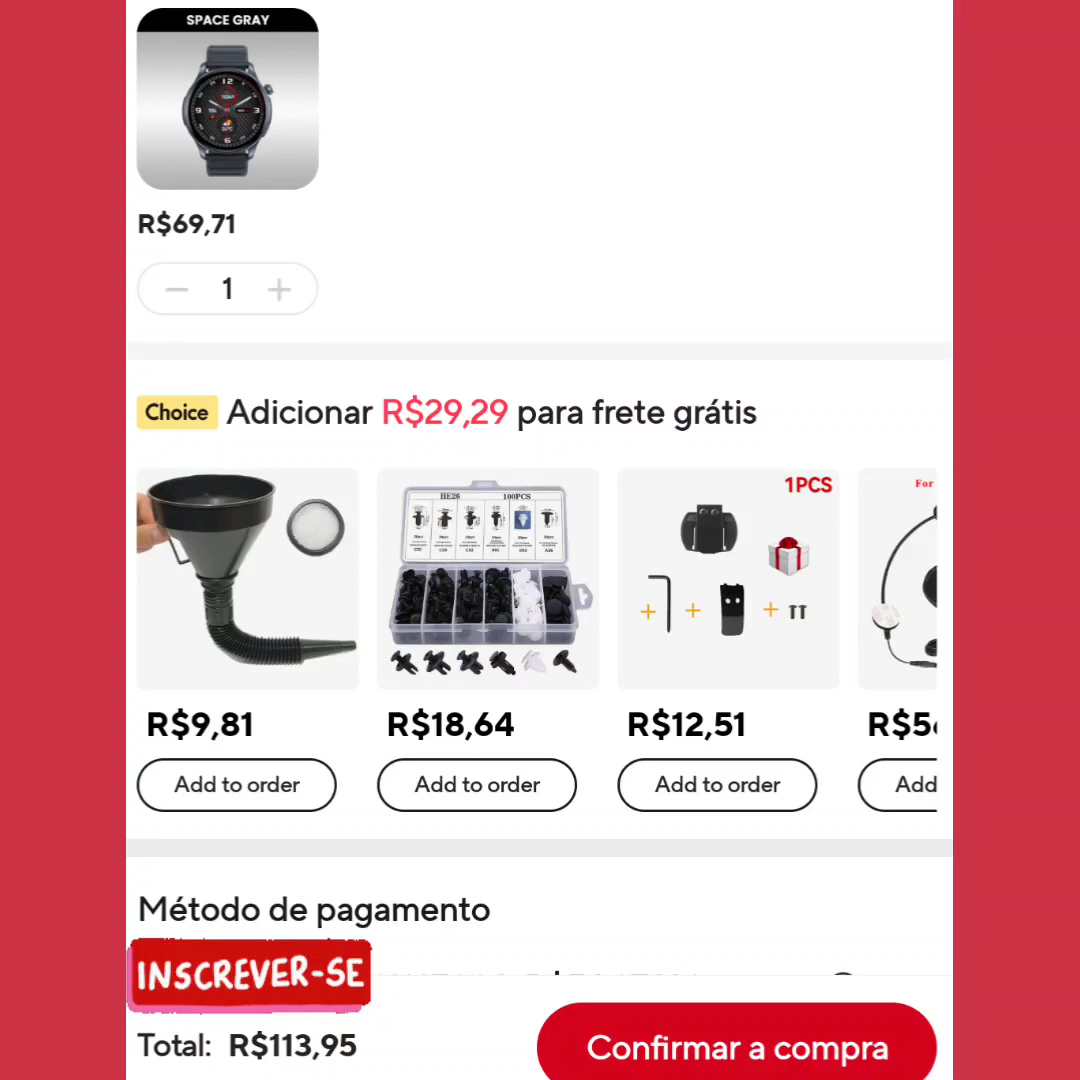 SPACE GRAY
R$69,71
1
Choice Adicionar R$29,29 para frete grátis
HE26 100PCS
1PCS
For
R$9,81 R$18,64 R$12,51
Add to order Add to order Add to order Add
Método de pagamento
INSCREVER-SE
Total: R$113,95
Confirmar a compra